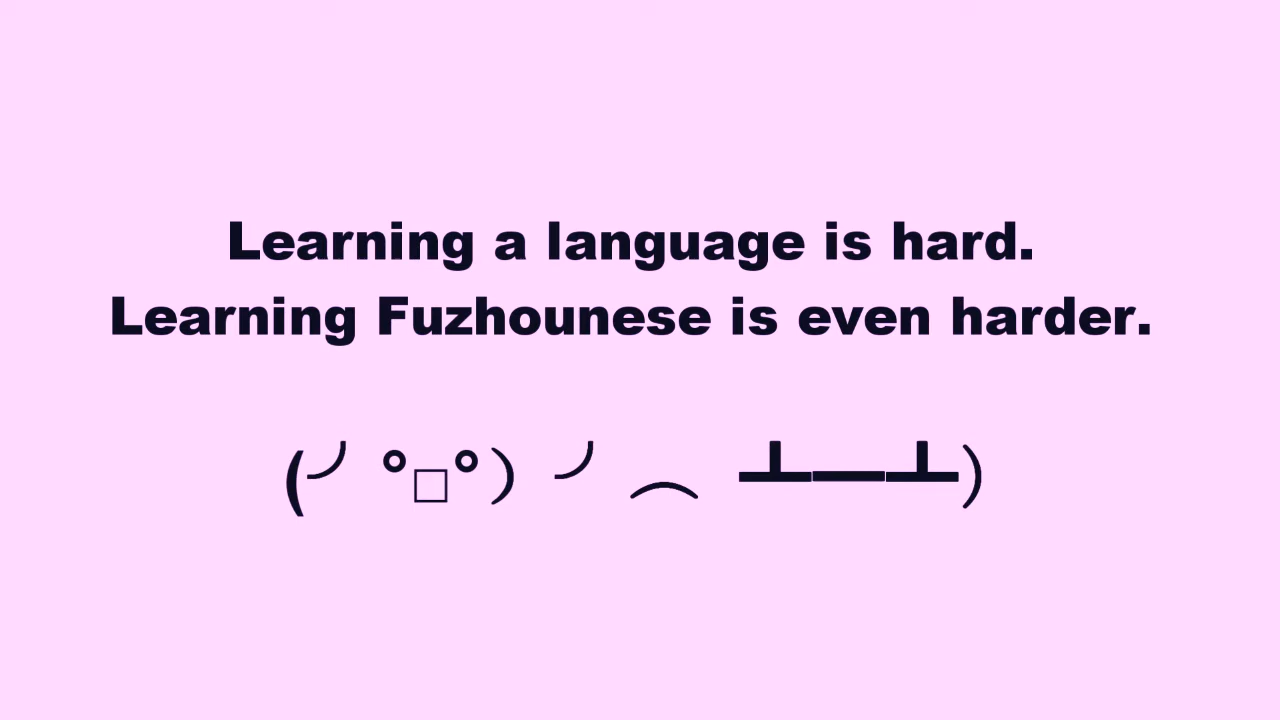 Learning a language is hard.
Learning Fuzhounese is even harder.
(╯°□°）╯︵ ┻━┻)